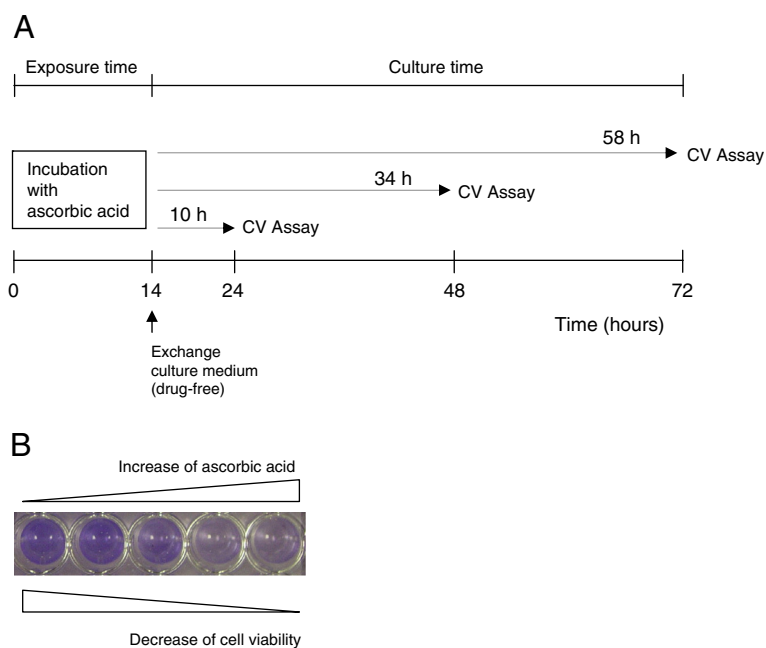 A
Exposure time
Culture time
58 h
CV Assay
Incubation
with
ascorbic acid
34 h
CV Assay
10 h
CV Assay
0
14
24
48
72
Time (hours)
Exchange
culture medium
(drug-free)
B
Increase of ascorbic acid
Decrease of cell viability